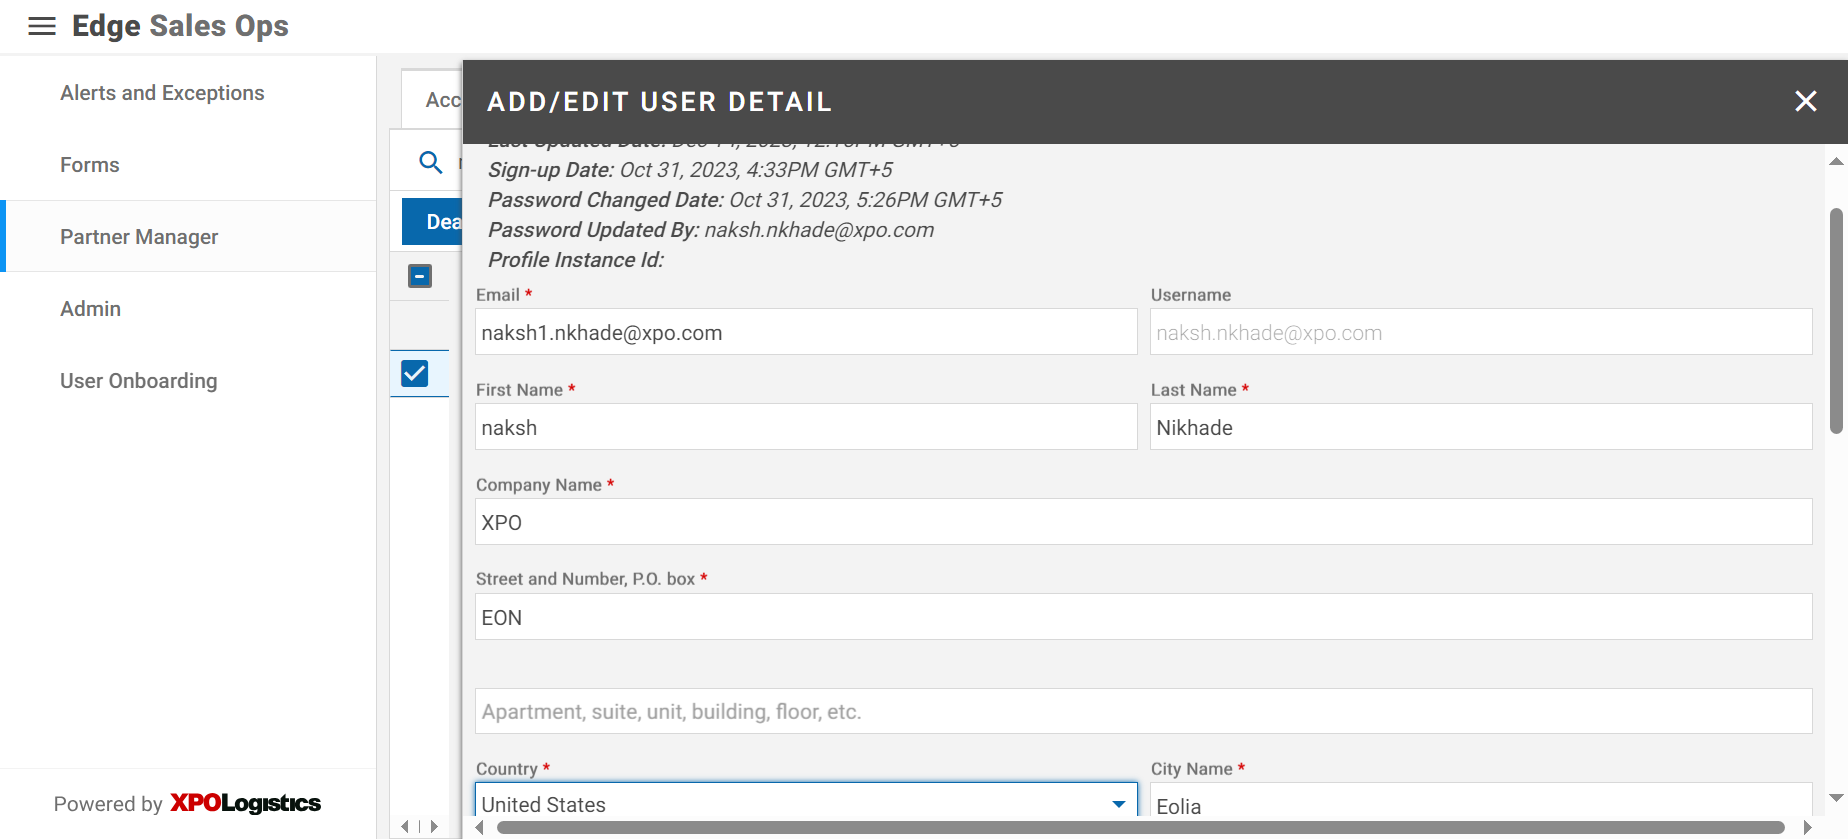 Edge Sales Ops
Alerts and Exceptions
Forms
Partner Manager
Admin
User Onboarding
Powered by XPOLogistics
Acc
Dea
ADD/EDIT USER DETAIL
Last Updated Date:
Sign-up Date: Oct 31, 2023, 4:33PM GMT+5
Password Changed Date: Oct 31, 2023, 5:26PM GMT+5
Password Updated By: naksh.nkhade@xpo.com
Profile Instance Id:
Email *
Username
naksh1.nkhade@xpo.com
naksh.nkhade@xpo.com
First Name *
Last Name *
naksh
Nikhade
Company Name *
XPO
Street and Number, P.O. box *
EON
Apartment, suite, unit, building, floor, etc.
Country *
City Name *
United States
Eolia